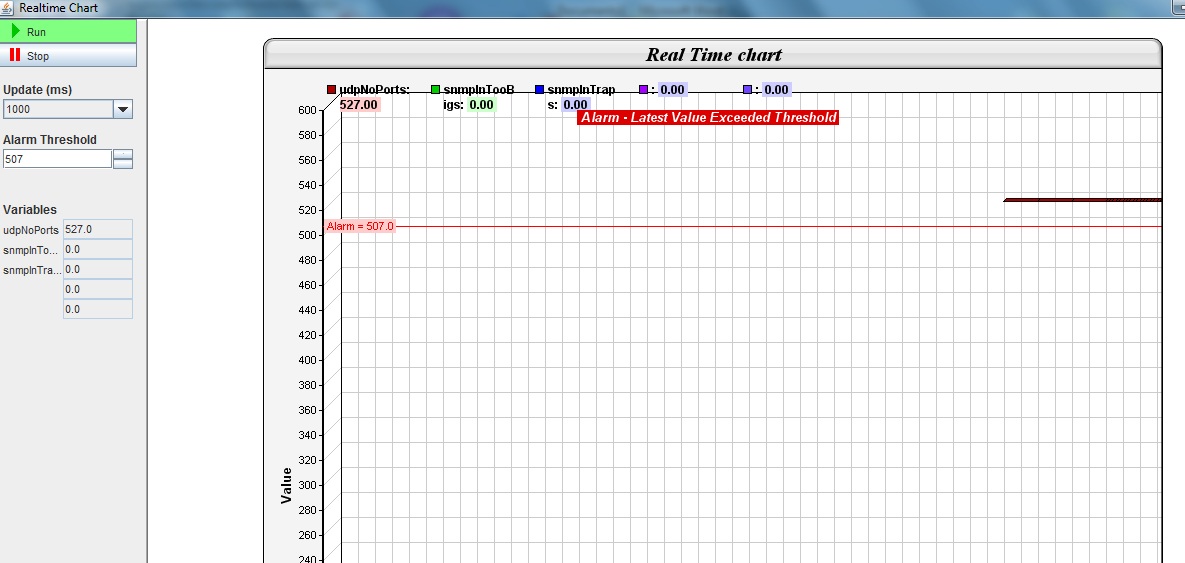 Realtime Chart
Run
Stop
Update (ms)
1000
Alarm Threshold
507
Variables
udpNoPorts 527.0
snmpInTo... 0.0
snmpInTra... 0.0
0.0
0.0
Real Time chart
udpNoPorts: snmpInTooB snmpInTrap : 0.00 : 0.00
527.00 igs: 0.00 s: 0.00
Alarm - Latest Value Exceeded Threshold
600
580
560
540
520
Alarm = 507.0
500
480
460
440
420
400
380
360
340
320
300
280
260
240
Value